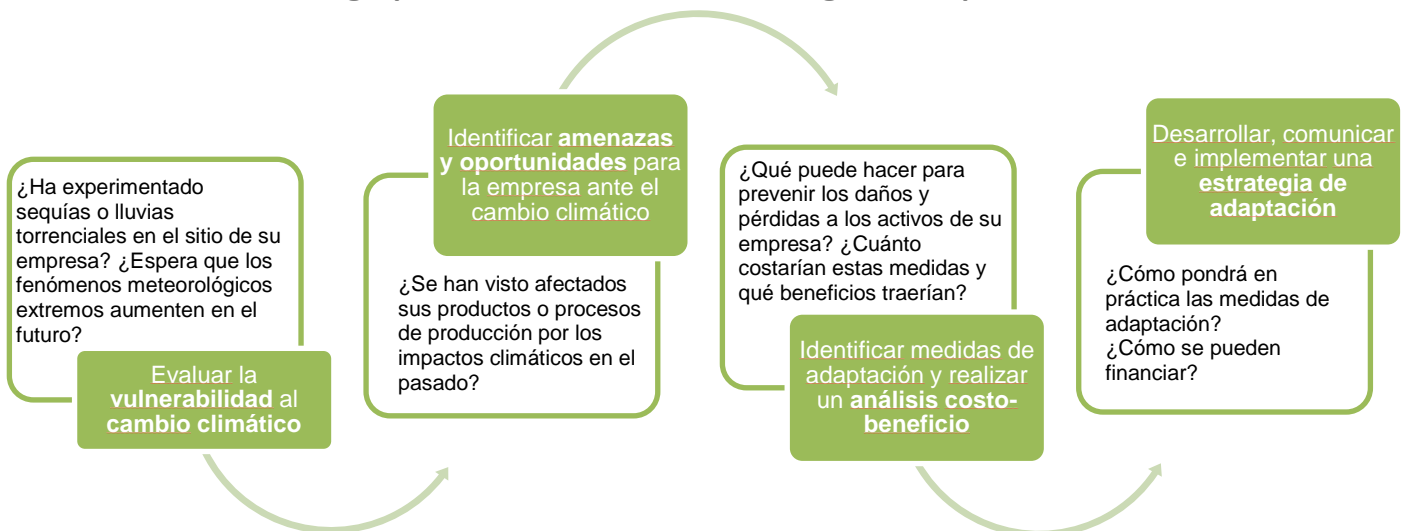 ¿Ha experimentado
sequías o lluvias
torrenciales en el sitio de su
empresa? ¿Espera que los
fenómenos meteorológicos
extremos aumenten en el
futuro?
Evaluar la
vulnerabilidad al
cambio climático
Identificar amenazas
y oportunidades para
la empresa ante el
cambio climático
¿Se han visto afectados
sus productos o procesos
de producción por los
impactos climáticos en el
pasado?
¿Qué puede hacer para
prevenir los daños y
pérdidas a los activos de su
empresa? ¿Cuánto
costarían estas medidas y
qué beneficios traerían?
Identificar medidas de
adaptación y realizar
un análisis costo-
beneficio
Desarrollar, comunicar
e implementar una
estrategia de
adaptación
¿Cómo pondrá en
práctica las medidas de
adaptación?
¿Cómo se pueden
financiar?